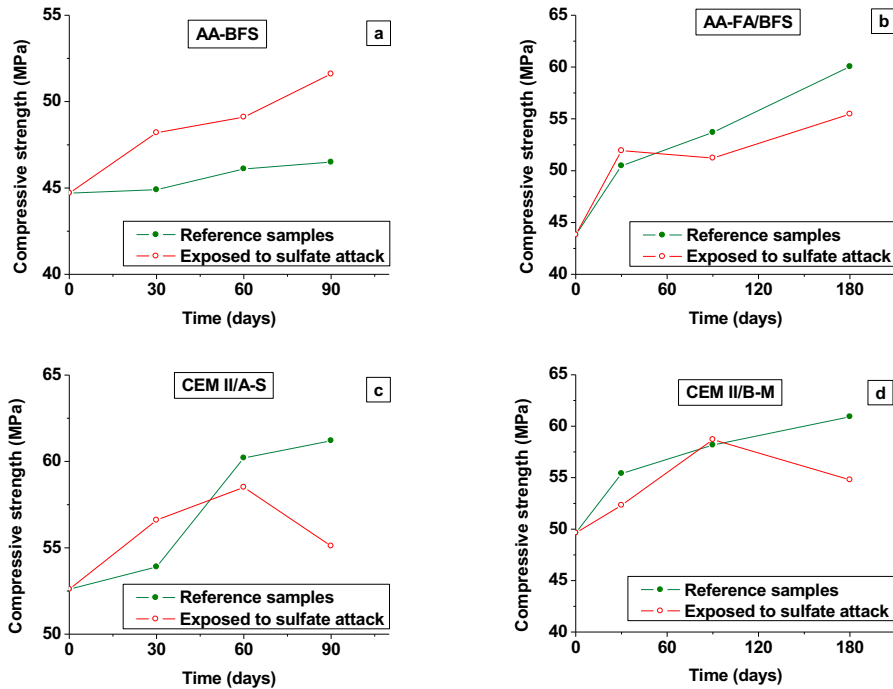 AA-BFS
a
Compressive strength (MPa)
55
50
45
40
Reference samples
Exposed to sulfate attack
0 30 60 90
Time (days)
AA-FA/BFS
b
Compressive strength (MPa)
65
60
55
50
45
40
Reference samples
Exposed to sulfate attack
0 60 120 180
Time (days)
CEM II/A-S
c
Compressive strength (MPa)
65
60
55
50
Reference samples
Exposed to sulfate attack
0 30 60 90
Time (days)
CEM II/B-M
d
Compressive strength (MPa)
65
60
55
50
45
40
Reference samples
Exposed to sulfate attack
0 60 120 180
Time (days)